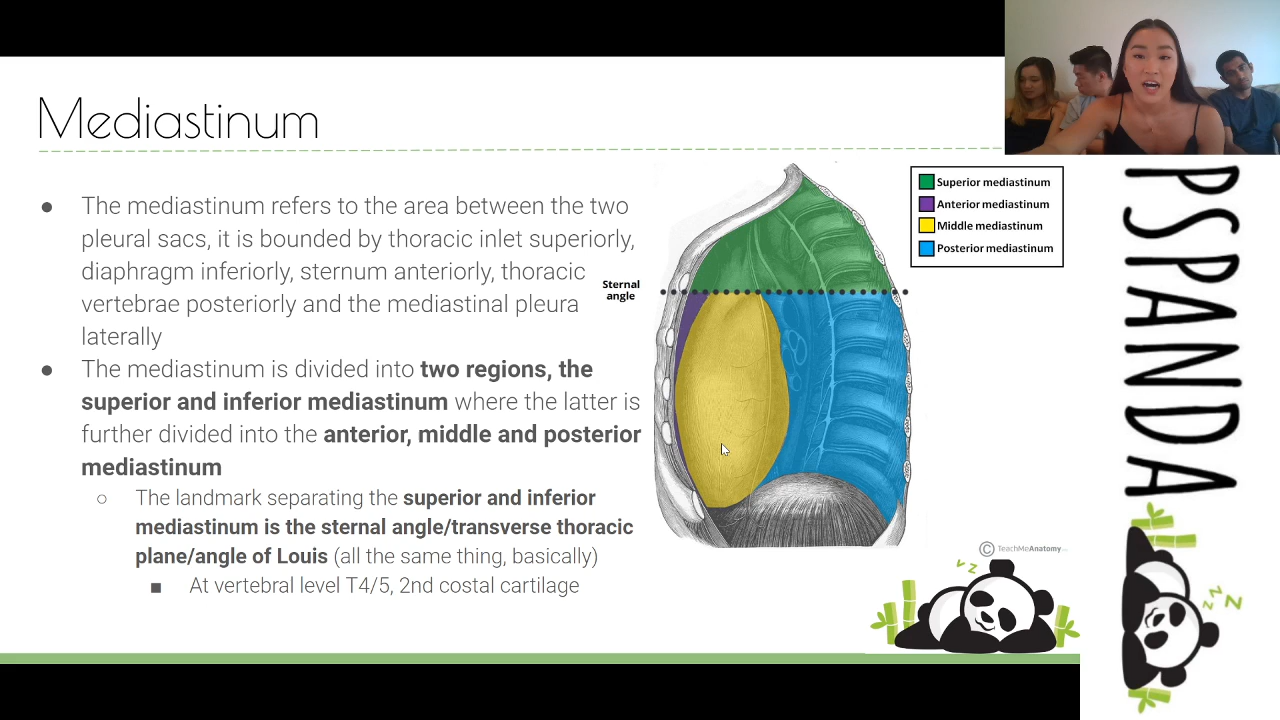 Mediastinum
● The mediastinum refers to the area between the two
pleural sacs, it is bounded by thoracic inlet superiorly,
diaphragm inferiorly, sternum anteriorly, thoracic
vertebrae posteriorly and the mediastinal pleura
laterally
● The mediastinum is divided into two regions, the
superior and inferior mediastinum where the latter is
further divided into the anterior, middle and posterior
mediastinum
○ The landmark separating the superior and inferior
mediastinum is the sternal angle/transverse thoracic
plane/angle of Louis (all the same thing, basically)
■ At vertebral level T4/5, 2nd costal cartilage
Sternal
angle
Superior mediastinum
Anterior mediastinum
Middle mediastinum
Posterior mediastinum
© TeachMeAnatomy
z z
PSPANDA
z z z